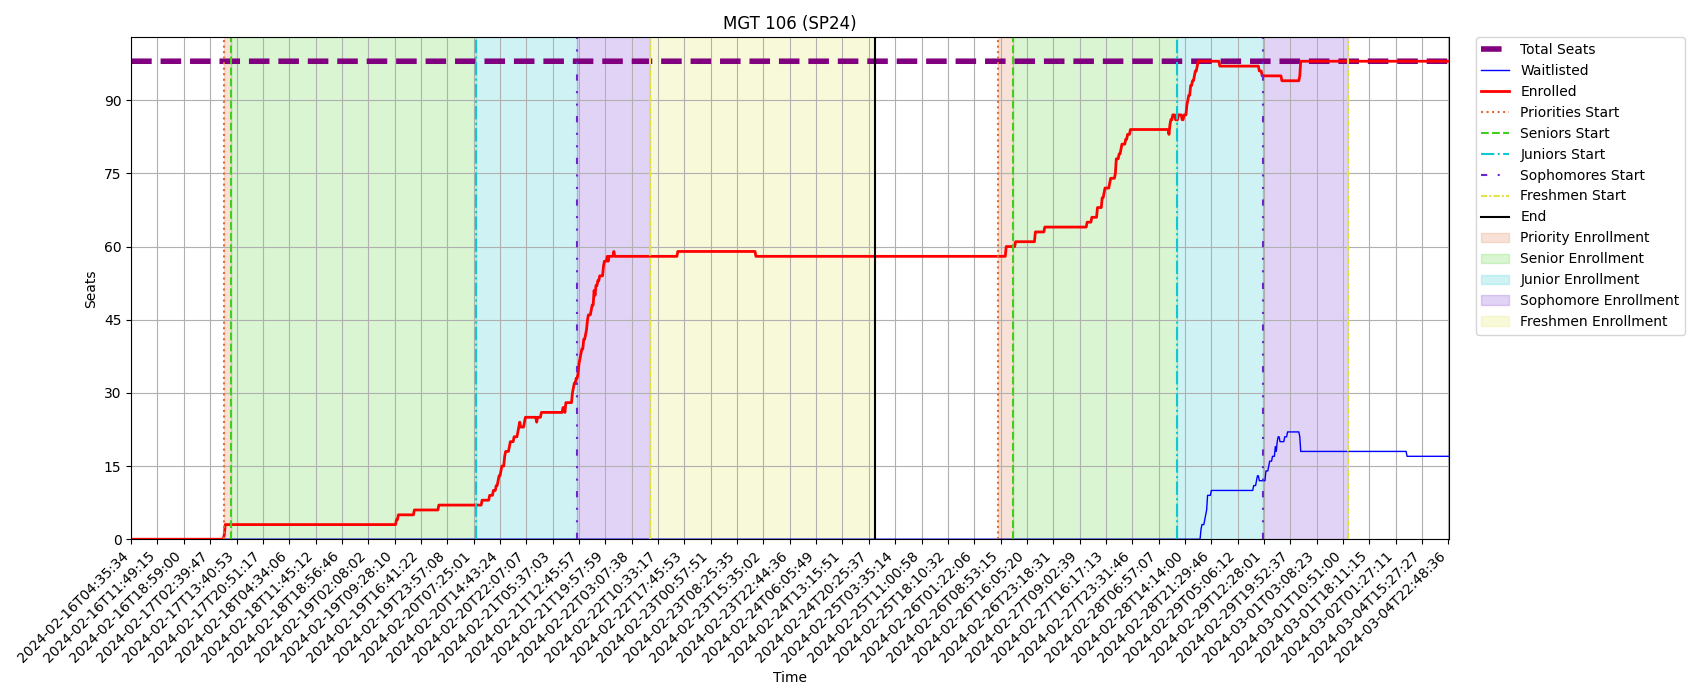 MGT 106 (SP24)
Total Seats
Waitlisted
Enrolled
Priorities Start
Seniors Start
Juniors Start
Sophomores Start
Freshmen Start
End
Priority Enrollment
Senior Enrollment
Junior Enrollment
Sophomore Enrollment
Freshmen Enrollment
Seats
90
75
60
45
30
15
0
2024-02-16T04:35:34
2024-02-16T11:49:15
2024-02-16T18:59:00
2024-02-17T02:39:47
2024-02-17T13:40:53
2024-02-17T20:51:17
2024-02-18T04:34:06
2024-02-18T11:45:12
2024-02-18T18:56:46
2024-02-19T02:08:02
2024-02-19T09:28:10
2024-02-19T16:41:22
2024-02-19T23:57:08
2024-02-20T07:25:01
2024-02-20T14:43:24
2024-02-20T22:07:07
2024-02-21T05:37:03
2024-02-21T12:45:57
2024-02-21T19:57:59
2024-02-22T03:07:38
2024-02-22T10:33:17
2024-02-22T17:45:53
2024-02-23T00:57:51
2024-02-23T08:25:35
2024-02-23T15:35:02
2024-02-23T22:44:36
2024-02-24T06:05:49
2024-02-24T13:15:51
2024-02-24T20:25:37
2024-02-25T03:35:14
2024-02-25T11:00:58
2024-02-25T18:10:32
2024-02-26T01:22:06
2024-02-26T08:53:15
2024-02-26T16:05:20
2024-02-26T23:18:31
2024-02-27T09:02:39
2024-02-27T16:17:13
2024-02-27T23:31:46
2024-02-28T06:57:07
2024-02-28T14:14:00
2024-02-28T21:29:46
2024-02-29T05:06:12
2024-02-29T12:28:01
2024-02-29T19:52:37
2024-03-01T03:08:23
2024-03-01T10:51:00
2024-03-01T18:11:15
2024-03-02T01:27:11
2024-03-04T15:27:27
2024-03-04T22:48:36
Time